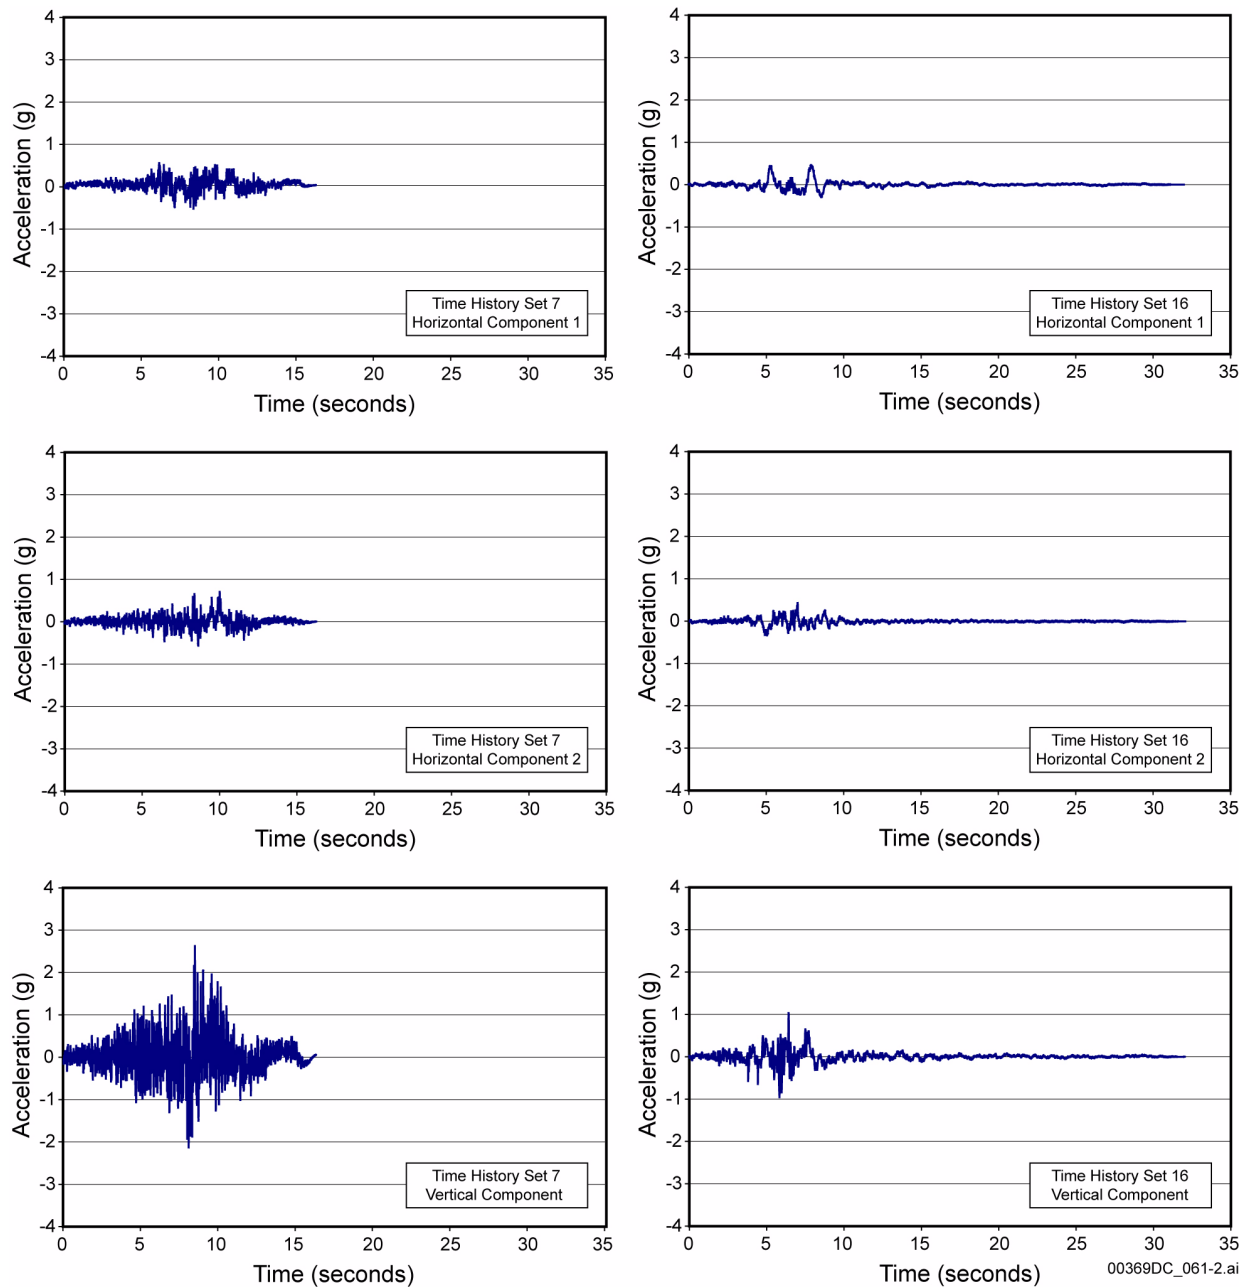 4
3
2
1
0
-1
-2
-3
-4
Acceleration (g)
Time History Set 7
Horizontal Component 1
0 5 10 15 20 25 30 35
Time (seconds)
4
3
2
1
0
-1
-2
-3
-4
Acceleration (g)
Time History Set 16
Horizontal Component 1
0 5 10 15 20 25 30 35
Time (seconds)
4
3
2
1
0
-1
-2
-3
-4
Acceleration (g)
Time History Set 7
Horizontal Component 2
0 5 10 15 20 25 30 35
Time (seconds)
4
3
2
1
0
-1
-2
-3
-4
Acceleration (g)
Time History Set 16
Horizontal Component 2
0 5 10 15 20 25 30 35
Time (seconds)
4
3
2
1
0
-1
-2
-3
-4
Acceleration (g)
Time History Set 7
Vertical Component
0 5 10 15 20 25 30 35
Time (seconds)
4
3
2
1
0
-1
-2
-3
-4
Acceleration (g)
Time History Set 16
Vertical Component
0 5 10 15 20 25 30 35
Time (seconds)
00369DC_061-2.ai